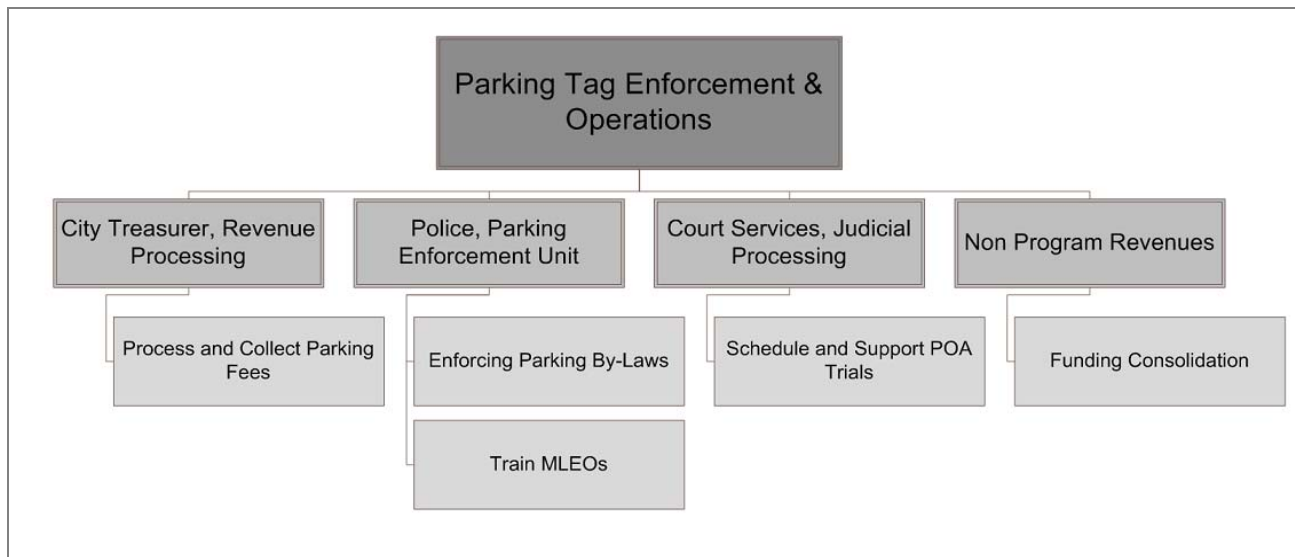 Parking Tag Enforcement &
Operations
City Treasurer, Revenue
Processing
Police, Parking
Enforcement Unit
Court Services, Judicial
Processing
Non Program Revenues
Process and Collect Parking
Fees
Enforcing Parking By-Laws
Schedule and Support POA
Trials
Funding Consolidation
Train MLEOs